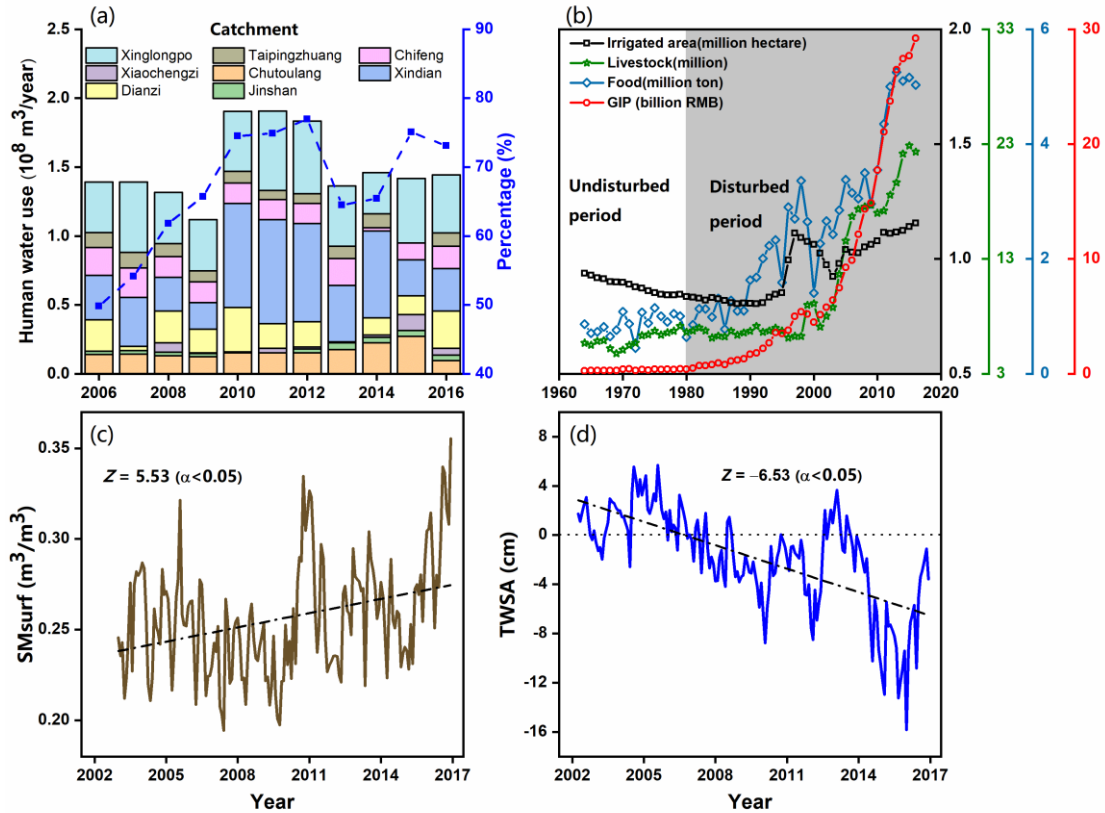 (a)
Catchment
Xinglongpo Taipingzhuang Chifeng
Xiaochengzi Chutoulang Xindian
Dianzi Jinshan
Human water use (10⁸ m³/year)
2.5
2.0
1.5
1.0
0.5
0.0
2006 2008 2010 2012 2014 2016
90
80
70
60
50
40
Percentage (%)
(b)
Irrigated area(million hectare)
Livestock(million)
Food(million ton)
GIP (billion RMB)
Undisturbed
period
Disturbed
period
1960 1970 1980 1990 2000 2010 2020
2.0
1.5
1.0
0.5
33
23
13
3
6
4
2
0
30
20
10
0
(c)
Z = 5.53 (α<0.05)
SMsurf (m³/m³)
0.35
0.30
0.25
0.20
2002 2005 2008 2011 2014 2017
Year
(d)
Z = −6.53 (α<0.05)
TWSA (cm)
8
4
0
-4
-8
-12
-16
2002 2005 2008 2011 2014 2017
Year